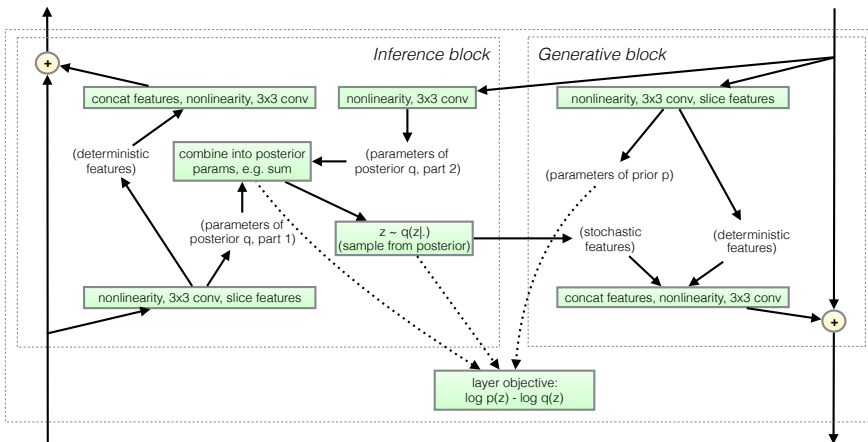 Inference block
Generative block
+
concat features, nonlinearity, 3x3 conv
nonlinearity, 3x3 conv
nonlinearity, 3x3 conv, slice features
(deterministic
features)
combine into posterior
params, e.g. sum
(parameters of
posterior q, part 2)
(parameters of prior p)
(parameters of
posterior q, part 1)
z ~ q(z|.)
(sample from posterior)
(stochastic
features)
(deterministic
features)
nonlinearity, 3x3 conv, slice features
concat features, nonlinearity, 3x3 conv
+
layer objective:
log p(z) - log q(z)